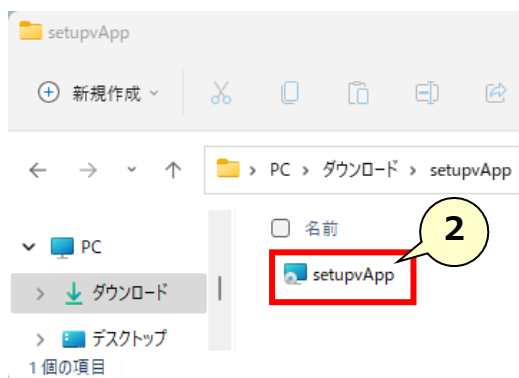 setupvApp
新規作成
PC > ダウンロード > setupvApp
名前
2
PC
setupvApp
ダウンロード
デスクトップ
1 個の項目